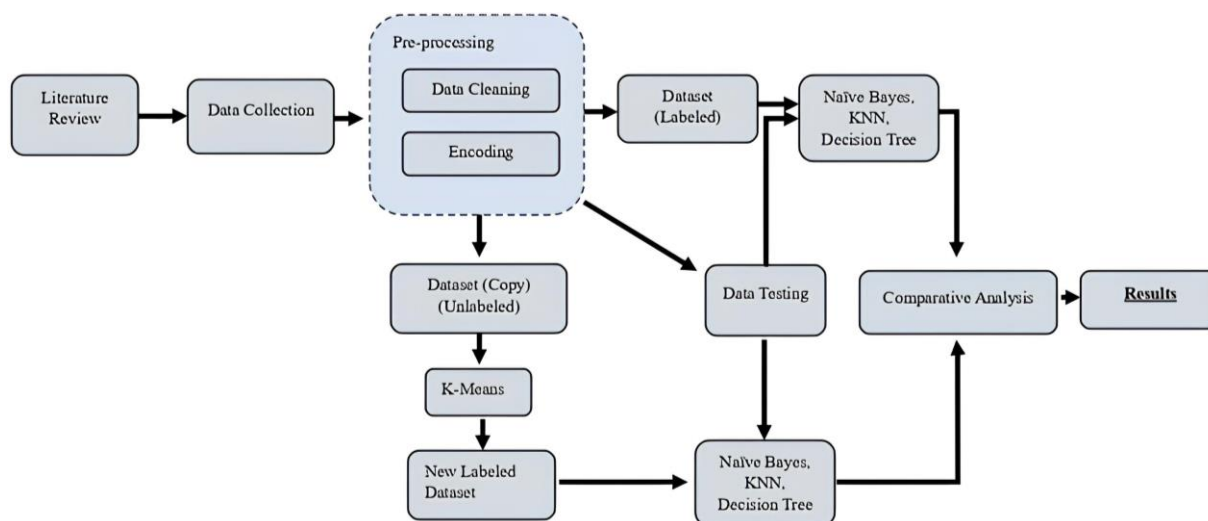 Pre-processing
Literature
Review
Data Collection
Data Cleaning
Encoding
Dataset
(Labeled)
Naïve Bayes,
KNN,
Decision Tree
Dataset (Copy)
(Unlabeled)
Data Testing
Comparative Analysis
Results
K-Means
New Labeled
Dataset
Naïve Bayes,
KNN,
Decision Tree